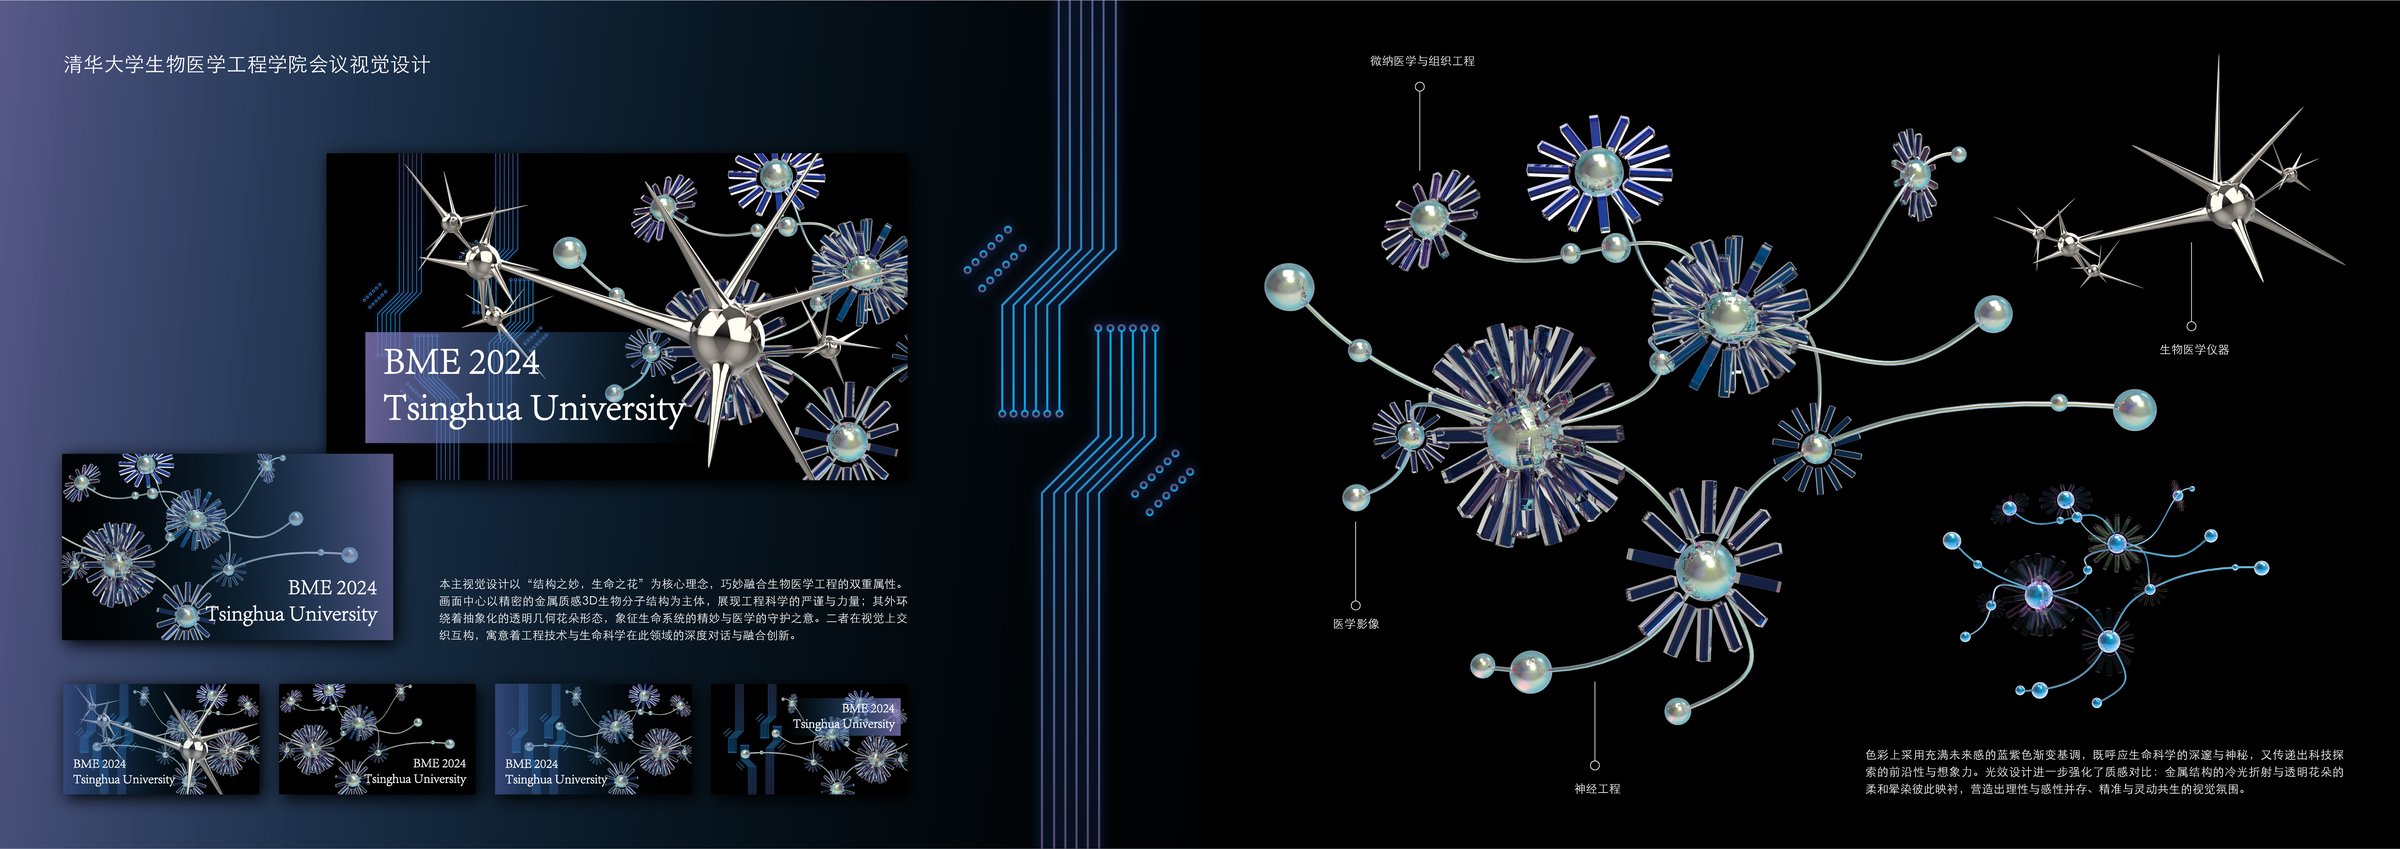 清华大学生物医学工程学院会议视觉设计
BME 2024
Tsinghua University
BME 2024
Tsinghua University
本主视觉设计以“结构之妙，生命之花”为核心理念，巧妙融合生物医学工程的双重属性。
画面中心以精密的金属质感3D生物分子结构为主体，展现工程科学的严谨与力量；其外环
绕着抽象化的透明几何花朵形态，象征生命系统的精妙与医学的守护之意。二者在视觉上交
织互构，寓意着工程技术与生命科学在此领域的深度对话与融合创新。
BME 2024
Tsinghua University
BME 2024
Tsinghua University
BME 2024
Tsinghua University
BME 2024
Tsinghua University
微纳医学与组织工程
生物医学仪器
医学影像
神经工程
色彩上采用充满未来感的蓝紫色渐变基调，既呼应生命科学的深邃与神秘，又传递出科技探
索的前沿性与想象力。光效设计进一步强化了质感对比：金属结构的冷光折射与透明花朵的
柔和晕染彼此映衬，营造出理性与感性并存、精准与灵动共生的视觉氛围。